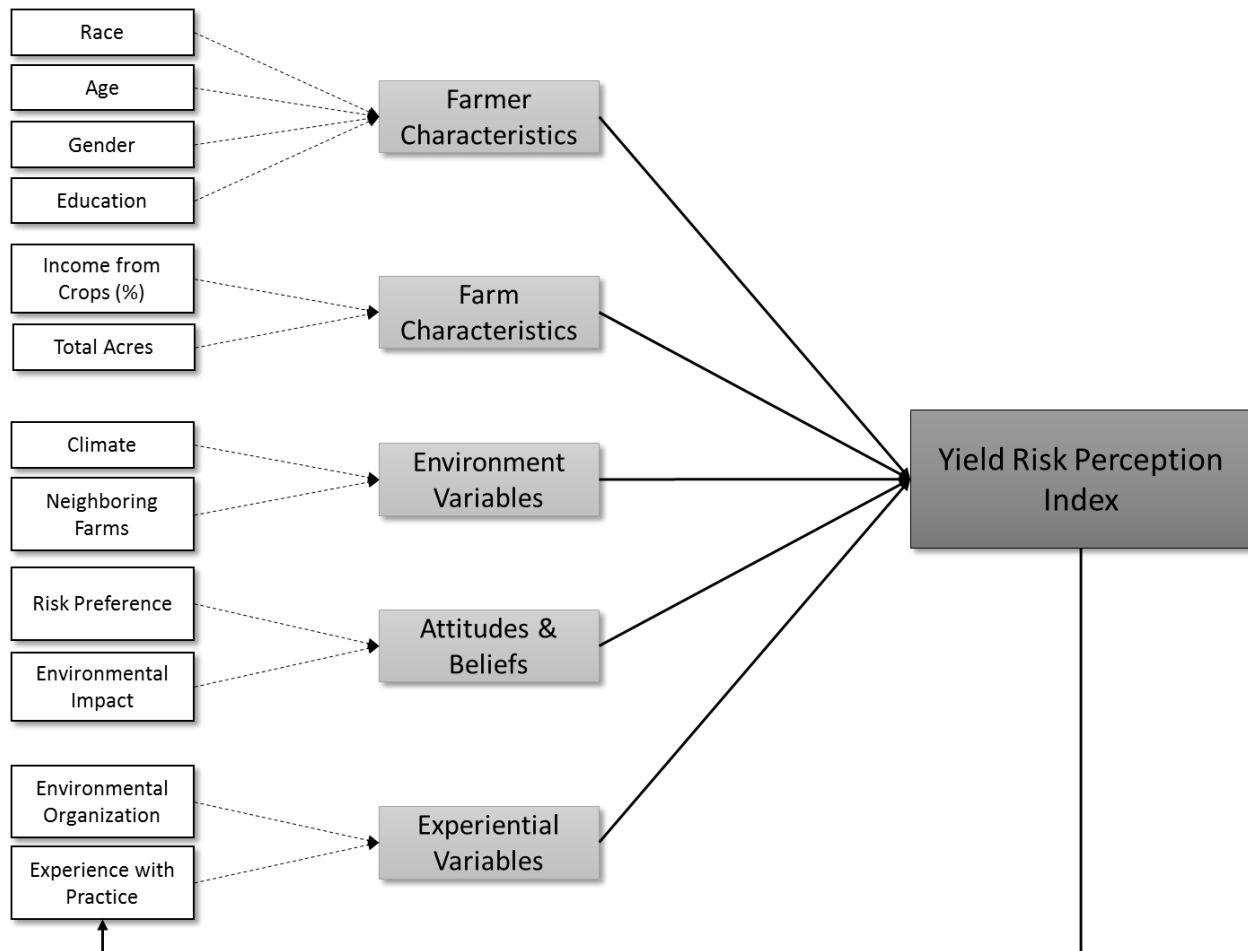 Race
Age
Gender
Education
Income from
Crops (%)
Total Acres
Climate
Neighboring
Farms
Risk Preference
Environmental
Impact
Environmental
Organization
Experience with
Practice
Farmer
Characteristics
Farm
Characteristics
Environment
Variables
Attitudes &
Beliefs
Experiential
Variables
Yield Risk Perception
Index